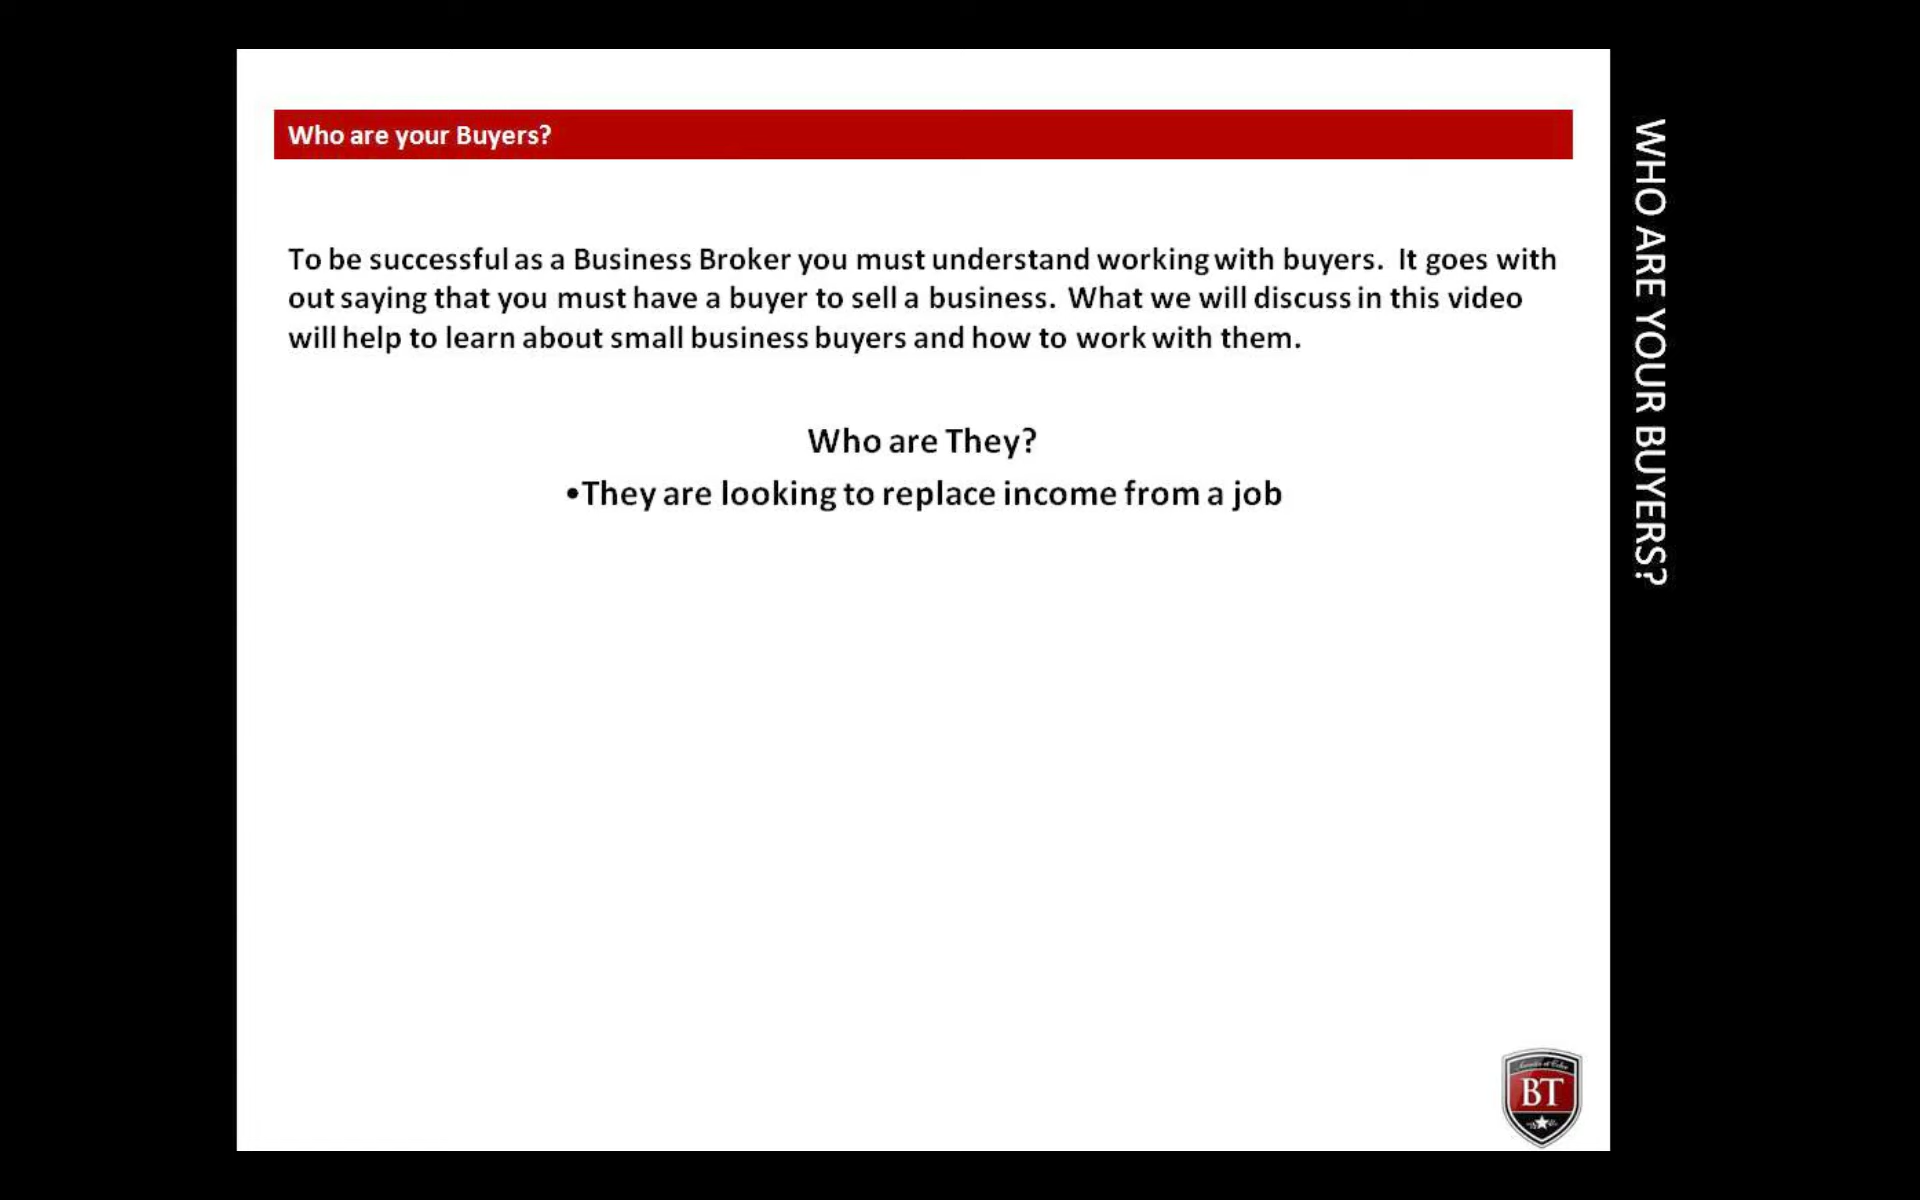 Who are your Buyers?
To be successful as a Business Broker you must understand working with buyers.  It goes with
out saying that you must have a buyer to sell a business.  What we will discuss in this video
will help to learn about small business buyers and how to work with them.
Who are They?
•They are looking to replace income from a job
WHO ARE YOUR BUYERS?
BT